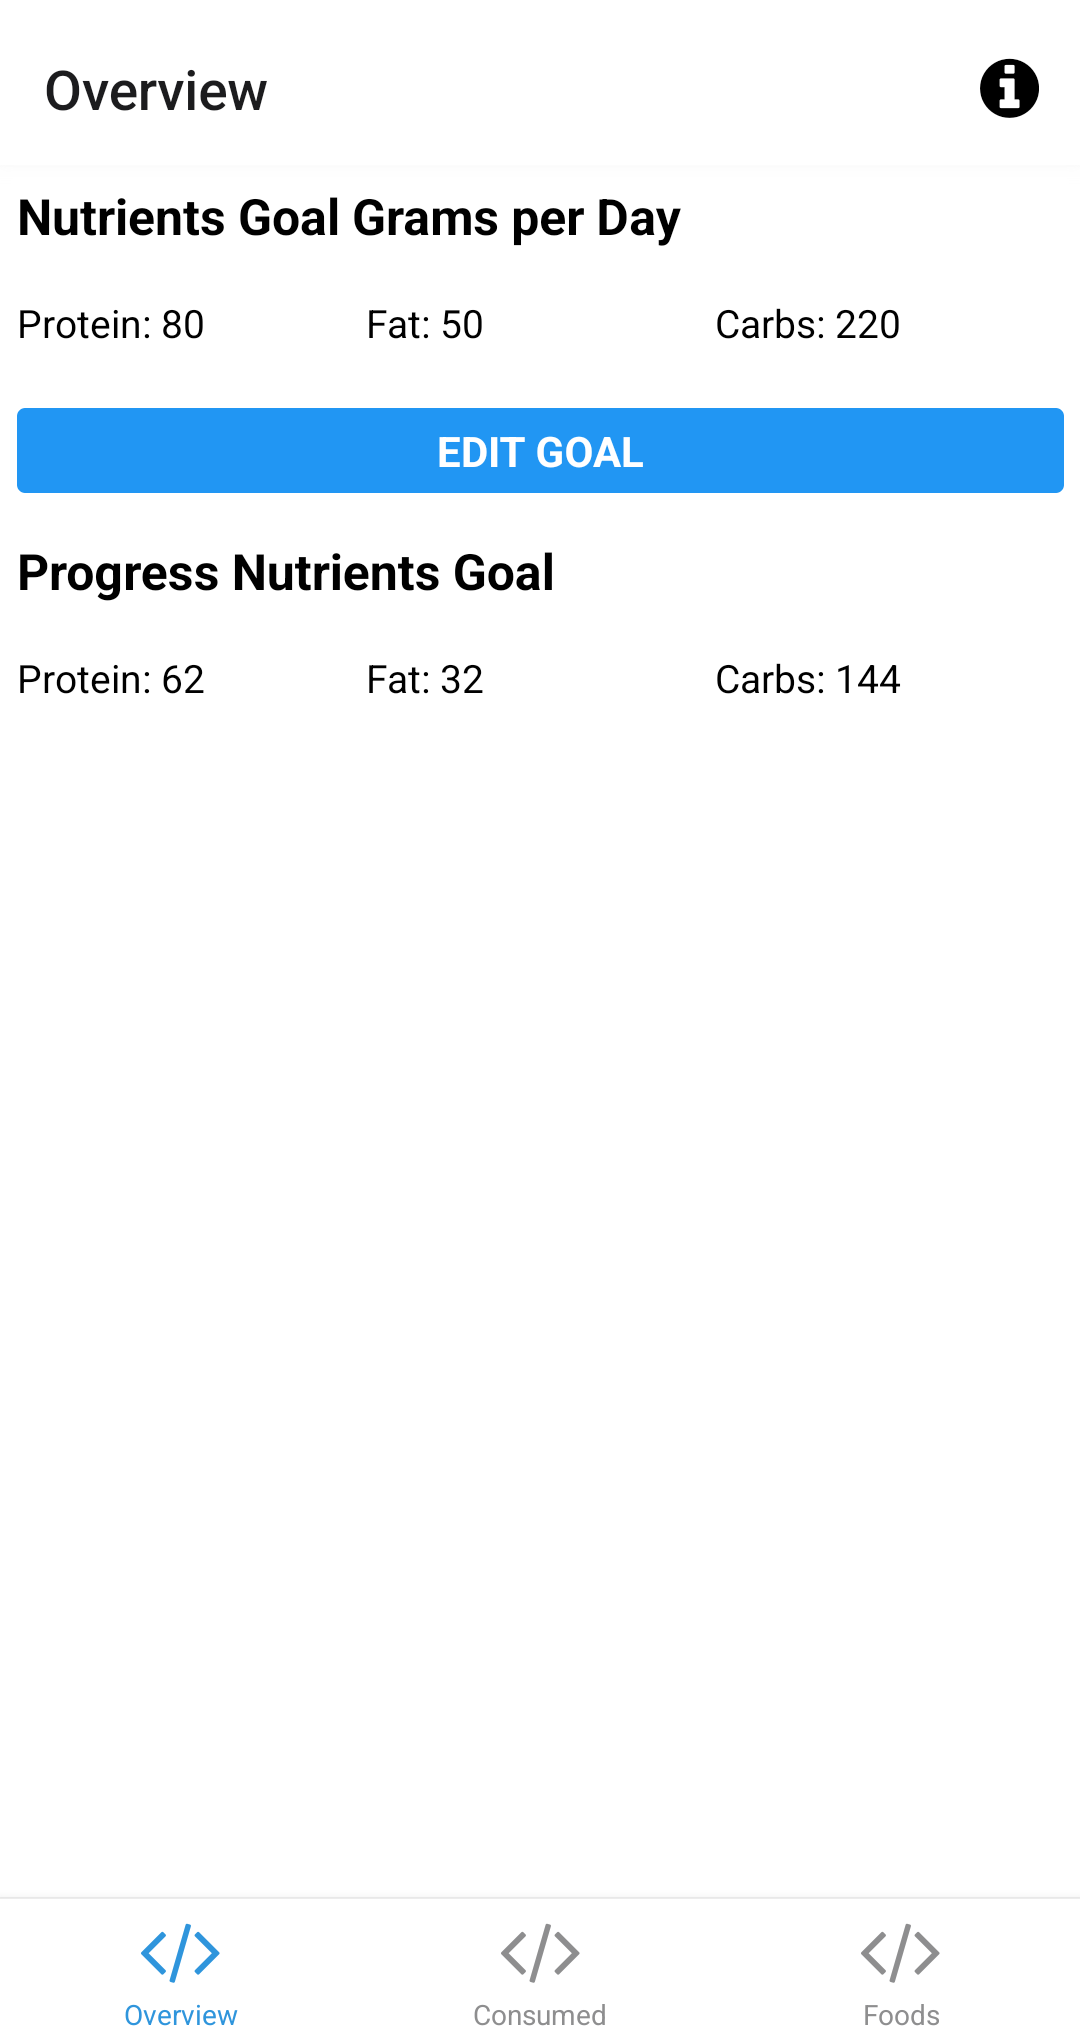 Overview
Nutrients Goal Grams per Day
Protein: 80 Fat: 50 Carbs: 220
EDIT GOAL
Progress Nutrients Goal
Protein: 62 Fat: 32 Carbs: 144
Overview Consumed Foods